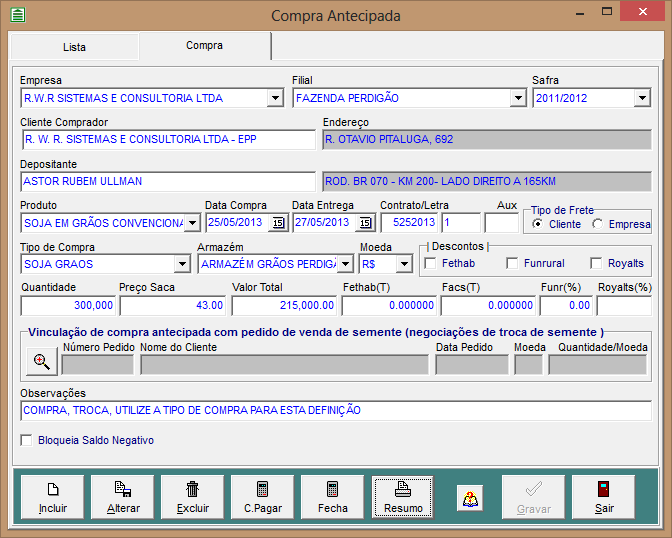 Compra Antecipada
Lista Compra
Empresa Filial Safra
R.W.R SISTEMAS E CONSULTORIA LTDA FAZENDA PERDIGÃO 2011/2012
Cliente Comprador Endereço
R. W. R. SISTEMAS E CONSULTORIA LTDA - EPP R. OTAVIO PITALUGA, 692
Depositante
ASTOR RUBEM ULLMAN ROD. BR 070 - KM 200- LADO DIREITO A 165KM
Produto Data Compra Data Entrega Contrato/Letra Aux Tipo de Frete
SOJA EM GRÃOS CONVENCIONA 25/05/2013 15 27/05/2013 15 5252013 1 Cliente Empresa
Tipo de Compra Armazém Moeda | Descontos |
SOJA GRAOS ARMAZÉM GRÃOS PERDIGÃ R$ Fethab Funrural Royalts
Quantidade Preço Saca Valor Total Fethab(T) Facs(T) Funr(%) Royalts(%)
300,000 43.00 215,000.00 0.000000 0.000000 0.00
Vinculação de compra antecipada com pedido de venda de semente (negociações de troca de semente )
Número Pedido Nome do Cliente Data Pedido Moeda Quantidade/Moeda
Observações
COMPRA, TROCA, UTILIZE A TIPO DE COMPRA PARA ESTA DEFINIÇÃO
Bloqueia Saldo Negativo
Incluir Alterar Excluir C.Pagar Fecha Resumo Gravar Sair